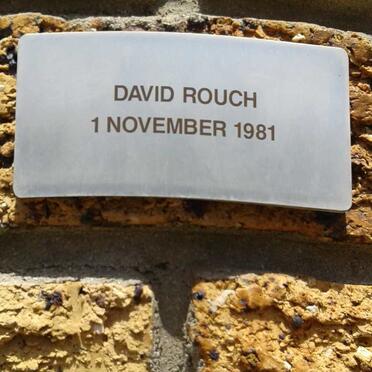 DAVID ROUCH
1 NOVEMBER 1981